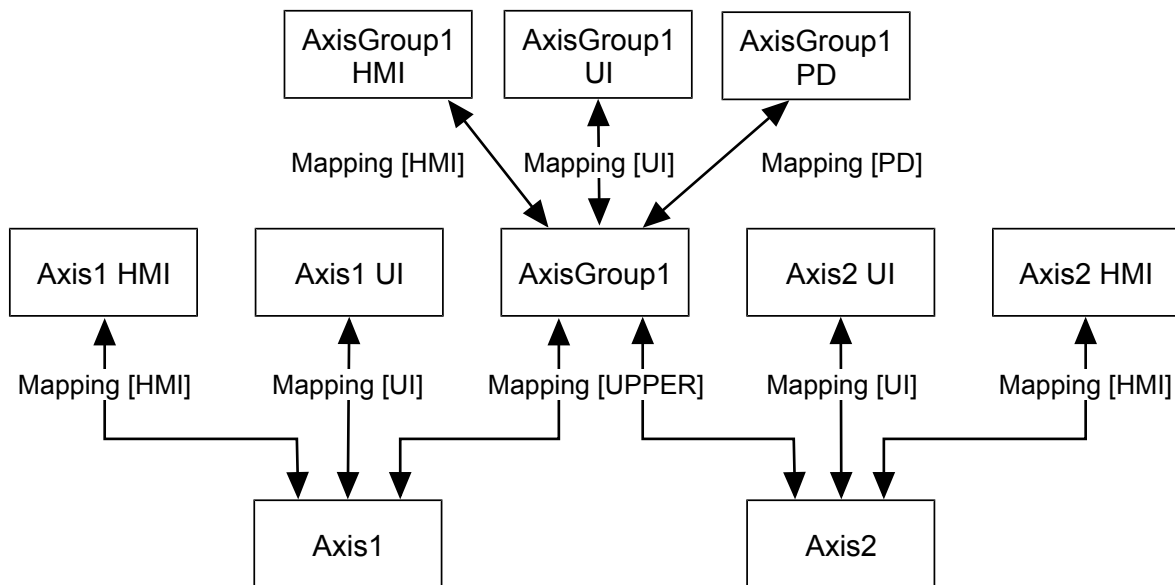 AxisGroup1
HMI
AxisGroup1
UI
AxisGroup1
PD
Mapping [HMI]
Mapping [UI]
Mapping [PD]
Axis1 HMI
Axis1 UI
AxisGroup1
Axis2 UI
Axis2 HMI
Mapping [HMI]
Mapping [UI]
Mapping [UPPER]
Mapping [UI]
Mapping [HMI]
Axis1
Axis2